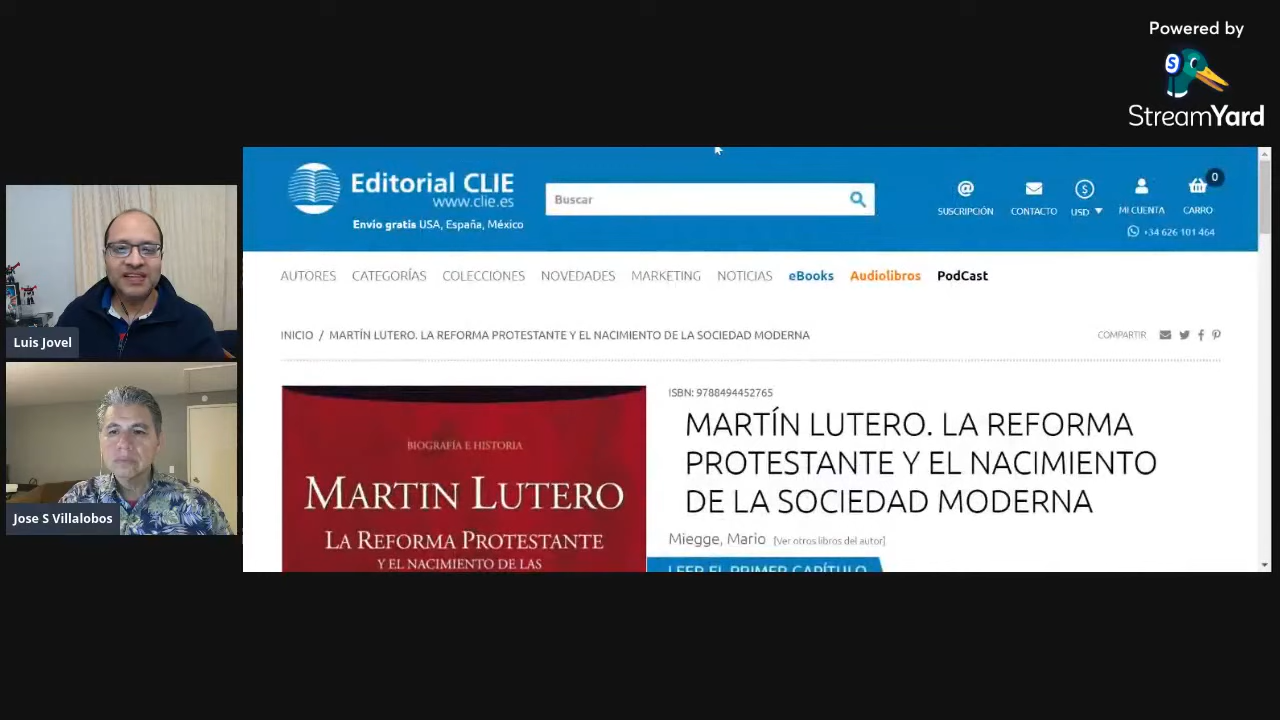 Powered by
StreamYard
Luis Jovel
Jose S Villalobos
Editorial CLIE
www.clie.es
Envío gratis USA, España, México
Buscar
SUSCRIPCIÓN
CONTACTO
USD
MI CUENTA
0
CARRO
+34 626 101 464
AUTORES CATEGORÍAS COLECCIONES NOVEDADES MARKETING NOTICIAS eBooks Audiolibros PodCast
INICIO / MARTÍN LUTERO. LA REFORMA PROTESTANTE Y EL NACIMIENTO DE LA SOCIEDAD MODERNA
COMPARTIR
BIOGRAFÍA E HISTORIA
MARTIN LUTERO
LA REFORMA PROTESTANTE
Y EL NACIMIENTO DE LAS
ISBN: 9788494452765
MARTÍN LUTERO. LA REFORMA
PROTESTANTE Y EL NACIMIENTO
DE LA SOCIEDAD MODERNA
Miegge, Mario [Ver otros libros del autor]
LEER EL PRIMER CAPÍTULO